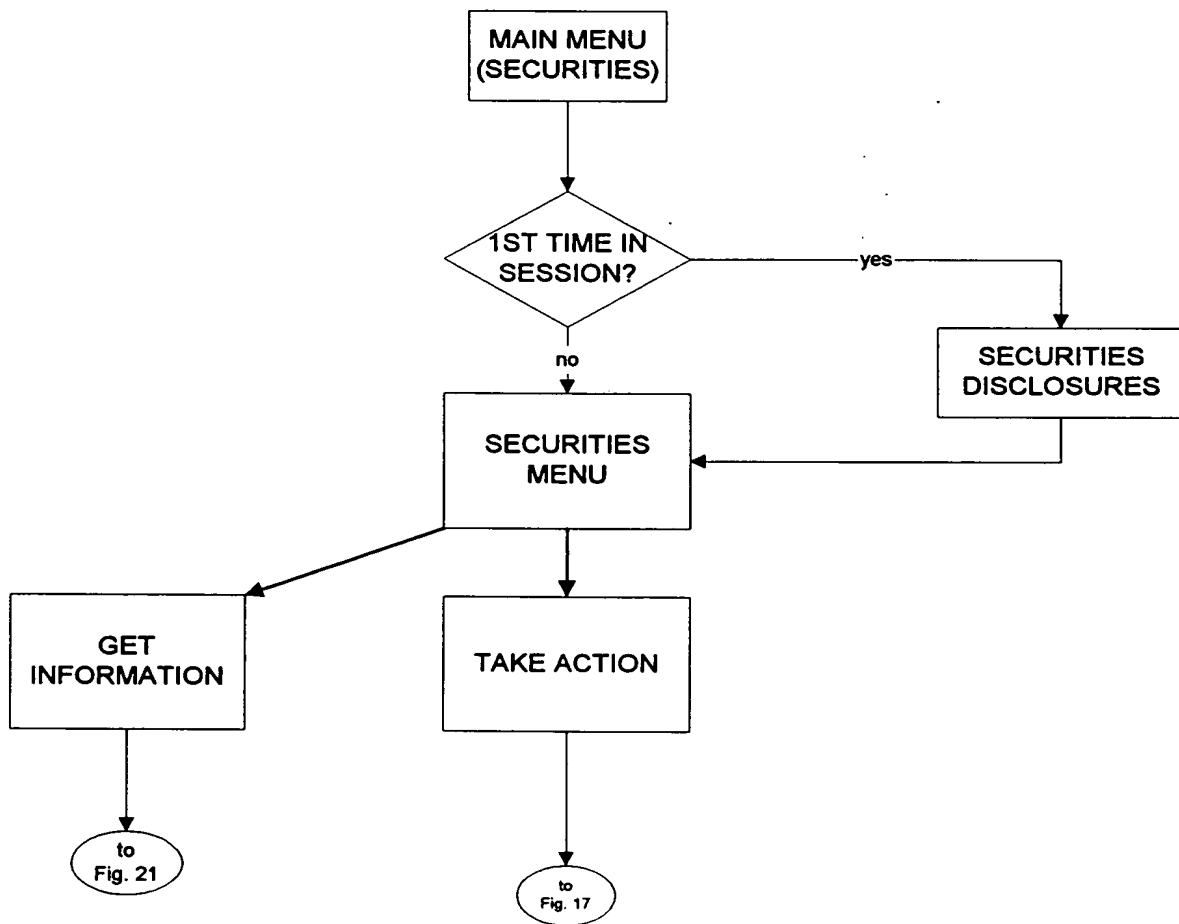 MAIN MENU
(SECURITIES)
1ST TIME IN
SESSION?
yes
no
SECURITIES
DISCLOSURES
SECURITIES
MENU
GET
INFORMATION
TAKE ACTION
to
Fig. 21
to
Fig. 17